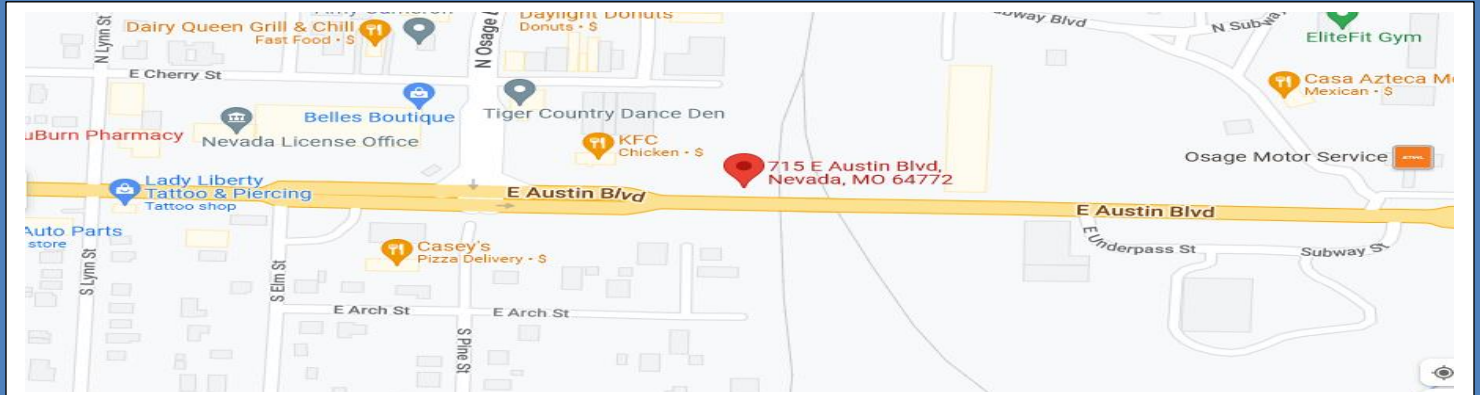 Dairy Queen Grill & Chill
Fast Food • $
Daylight Donuts
Donuts • $
N Lynn St
N Osage
N Subway
EliteFit Gym
E Cherry St
Casa Azteca M
Mexican • $
Belles Boutique
Tiger Country Dance Den
uBurn Pharmacy
Nevada License Office
KFC
Chicken • $
715 E Austin Blvd,
Nevada, MO 64772
Osage Motor Service
Lady Liberty
Tattoo & Piercing
Tattoo shop
E Austin Blvd
E Austin Blvd
Auto Parts
store
S Lynn St
S Elm St
Casey's
Pizza Delivery • $
E Underpass St
Subway St
E Arch St
E Arch St
S Pine St